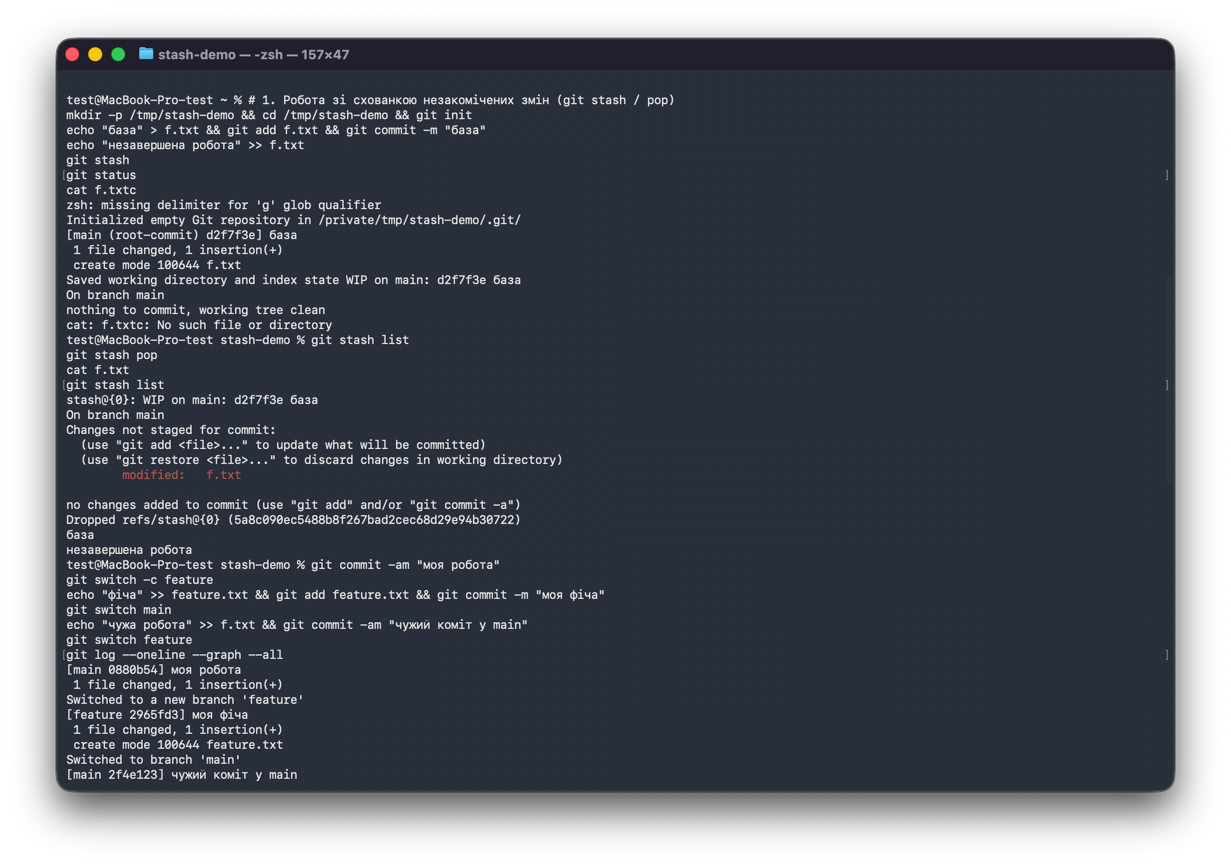 stash-demo — -zsh — 157×47
test@MacBook-Pro-test ~ % # 1. Робота зі схованкою незакомічених змін (git stash / pop)
mkdir -p /tmp/stash-demo && cd /tmp/stash-demo && git init
echo "база" > f.txt && git add f.txt && git commit -m "база"
echo "незавершена робота" >> f.txt
git stash
[git status ]
cat f.txtc
zsh: missing delimiter for 'g' glob qualifier
Initialized empty Git repository in /private/tmp/stash-demo/.git/
[main (root-commit) d2f7f3e] база
 1 file changed, 1 insertion(+)
 create mode 100644 f.txt
Saved working directory and index state WIP on main: d2f7f3e база
On branch main
nothing to commit, working tree clean
cat: f.txtc: No such file or directory
test@MacBook-Pro-test stash-demo % git stash list
git stash pop
cat f.txt
[git stash list ]
stash@{0}: WIP on main: d2f7f3e база
On branch main
Changes not staged for commit:
  (use "git add <file>..." to update what will be committed)
  (use "git restore <file>..." to discard changes in working directory)
        modified:   f.txt
no changes added to commit (use "git add" and/or "git commit -a")
Dropped refs/stash@{0} (5a8c090ec5488b8f267bad2cec68d29e94b30722)
база
незавершена робота
test@MacBook-Pro-test stash-demo % git commit -am "моя робота"
git switch -c feature
echo "фіча" >> feature.txt && git add feature.txt && git commit -m "моя фіча"
git switch main
echo "чужа робота" >> f.txt && git commit -am "чужий коміт у main"
git switch feature
[git log --oneline --graph --all ]
[main 0880b54] моя робота
 1 file changed, 1 insertion(+)
Switched to a new branch 'feature'
[feature 2965fd3] моя фіча
 1 file changed, 1 insertion(+)
 create mode 100644 feature.txt
Switched to branch 'main'
[main 2f4e123] чужий коміт у main